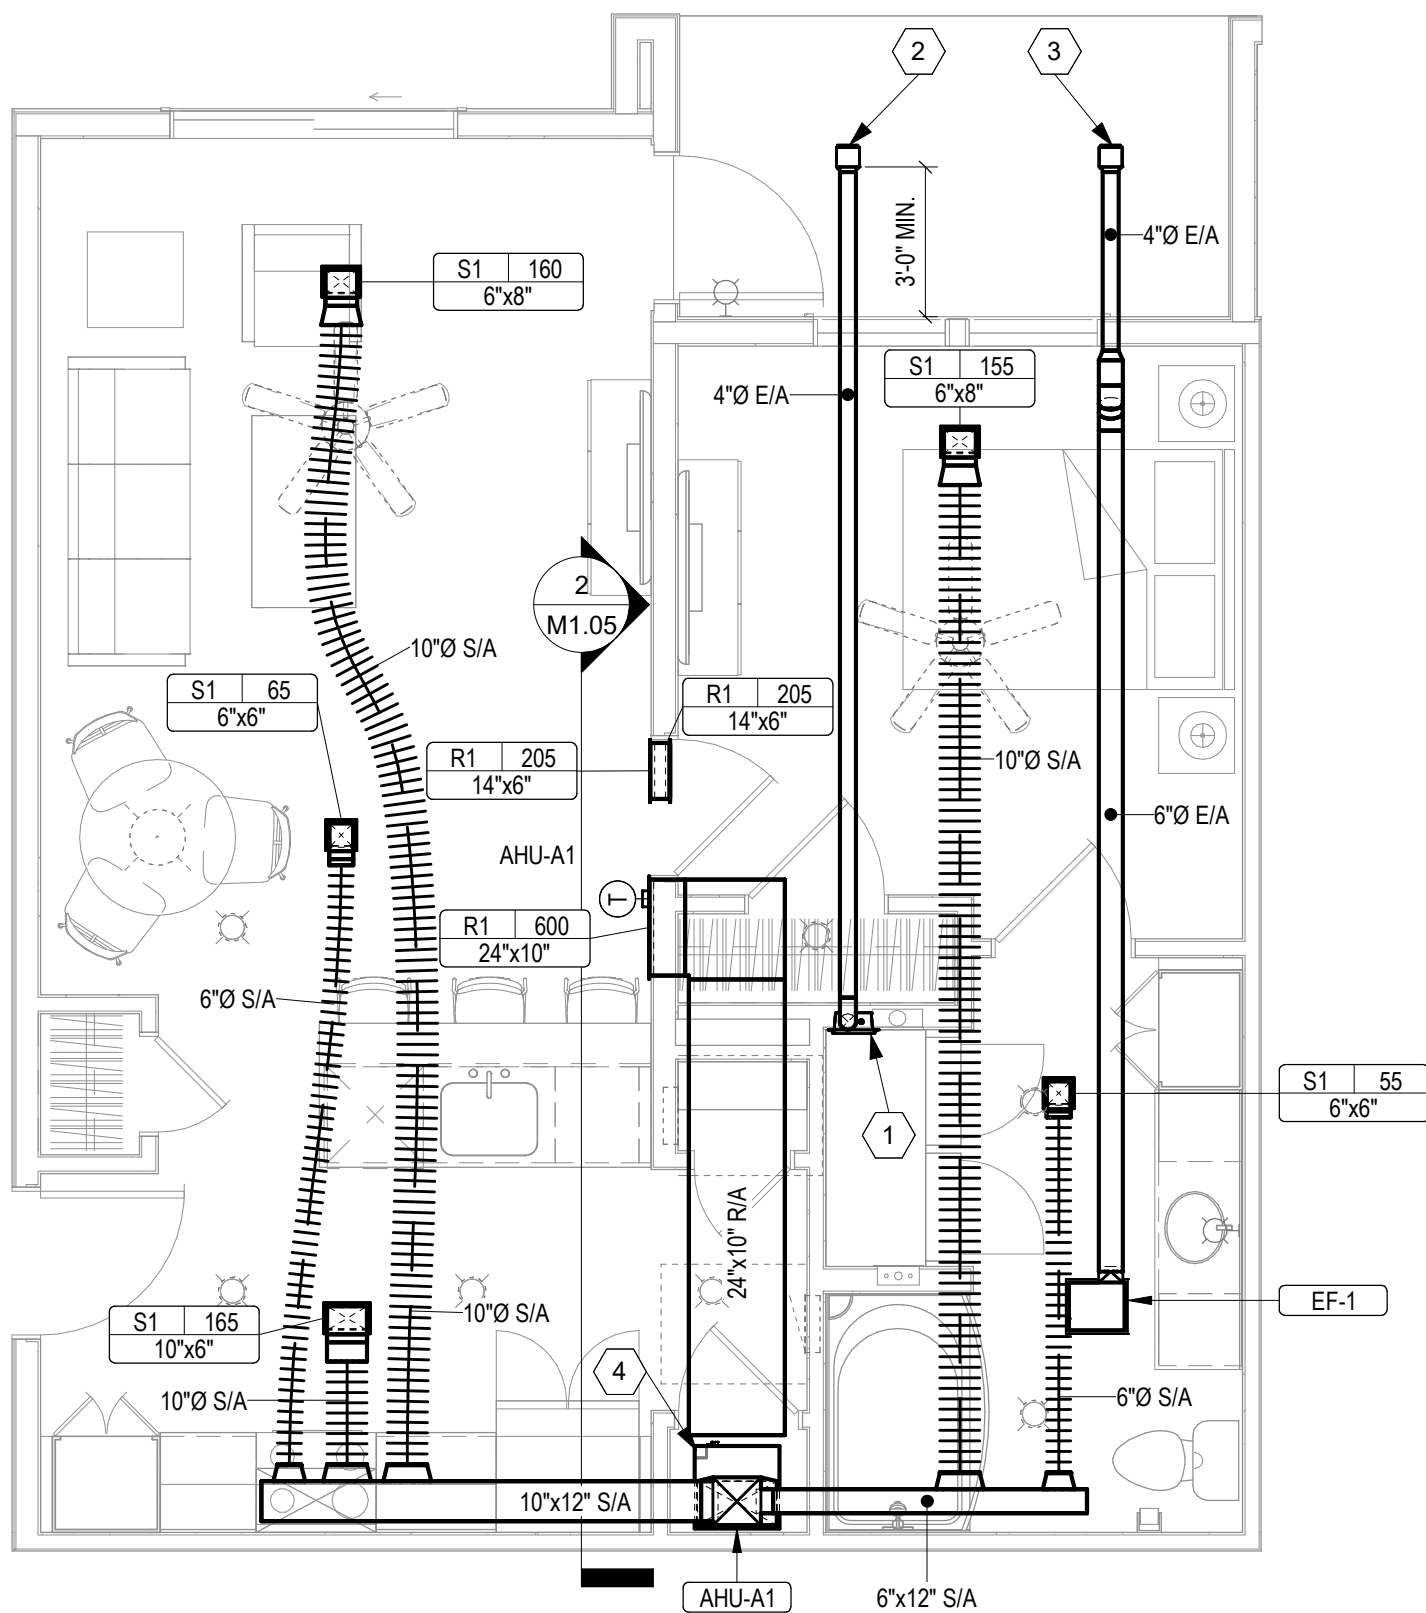 2
3
4"Ø E/A
3'-0" MIN.
S1 160
6"x8"
S1 155
6"x8"
4"Ø E/A
2
M1.05
10"Ø S/A
S1 65
6"x6"
R1 205
14"x6"
R1 205
14"x6"
10"Ø S/A
6"Ø E/A
AHU-A1
T
R1 600
24"x10"
6"Ø S/A
S1 55
6"x6"
1
24"x10" R/A
EF-1
S1 165
10"x6"
10"Ø S/A
4
10"Ø S/A
6"Ø S/A
10"x12" S/A
AHU-A1
6"x12" S/A